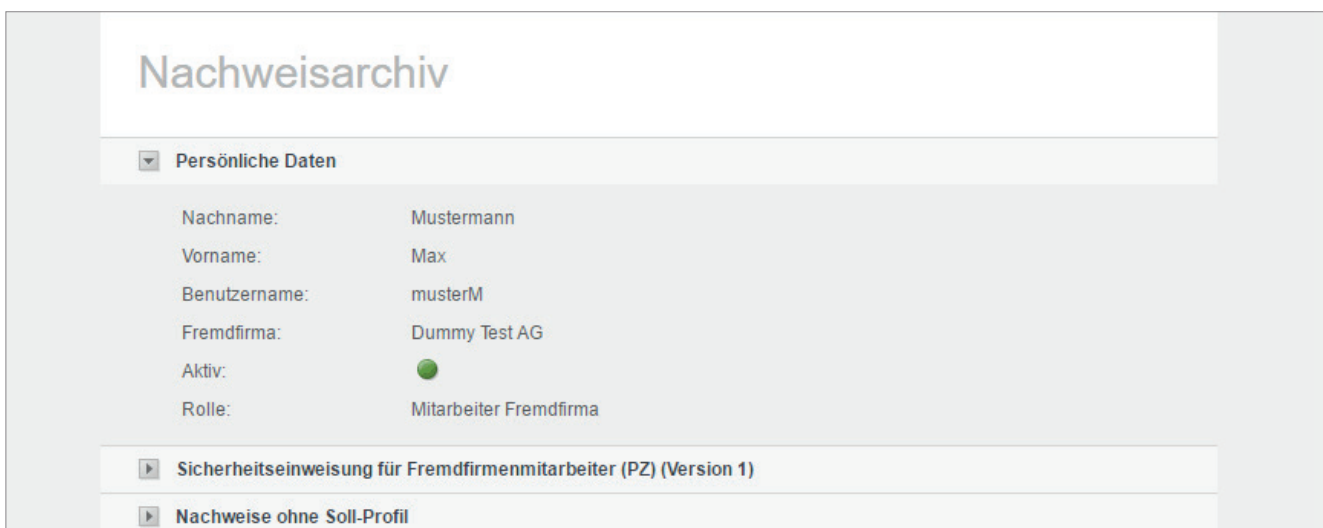 Nachweisarchiv
Persönliche Daten
Nachname: Mustermann
Vorname: Max
Benutzername: musterM
Fremdfirma: Dummy Test AG
Aktiv:
Rolle: Mitarbeiter Fremdfirma
Sicherheitseinweisung für Fremdfirmenmitarbeiter (PZ) (Version 1)
Nachweise ohne Soll-Profil